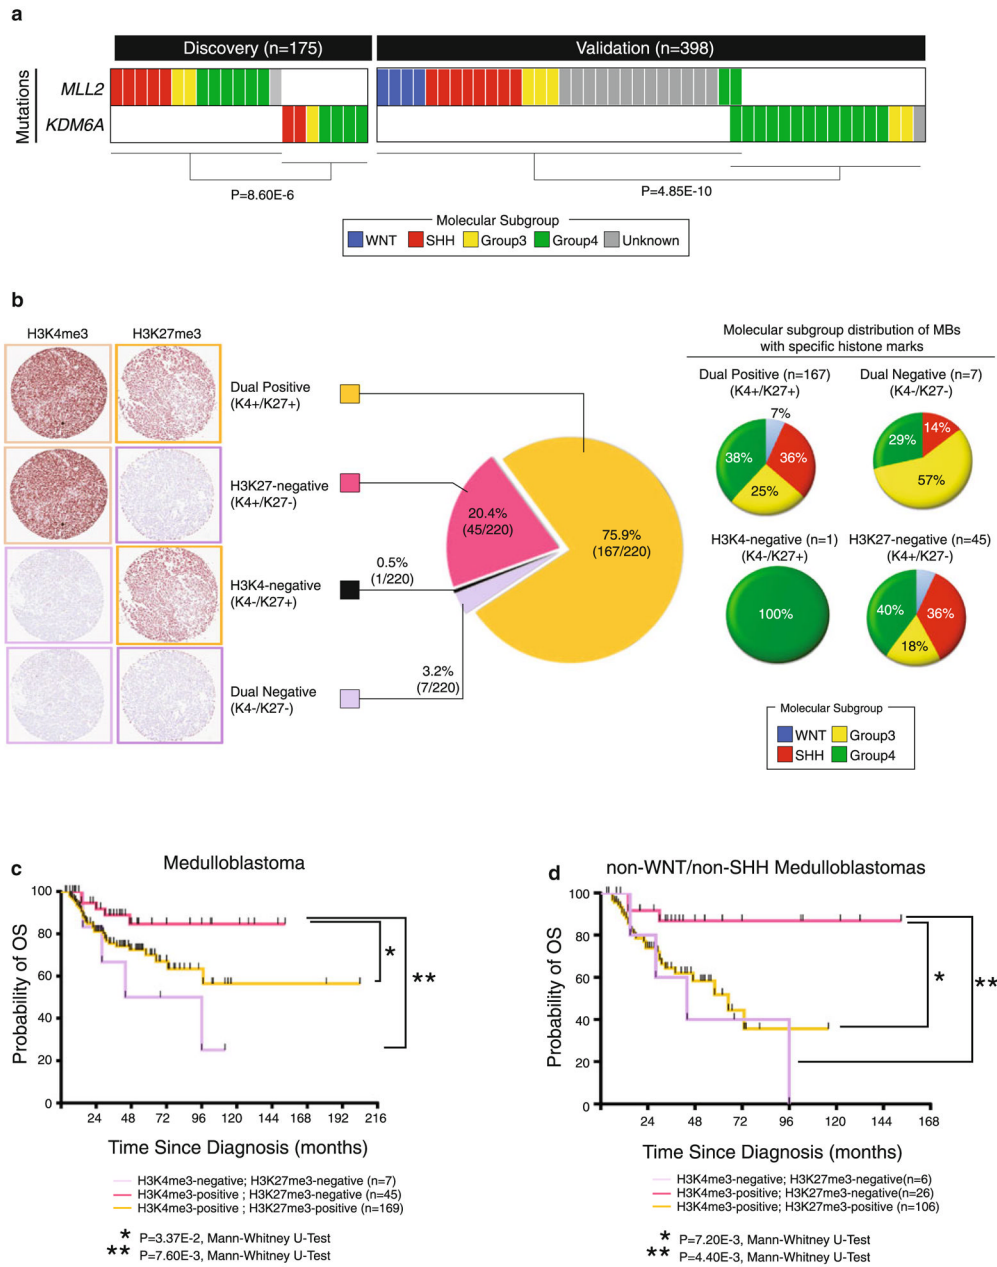 a
Discovery (n=175)
Validation (n=398)
Mutations
MLL2
KDM6A
P=8.60E-6
P=4.85E-10
Molecular Subgroup
WNT SHH Group3 Group4 Unknown
b
H3K4me3 H3K27me3
Dual Positive
(K4+/K27+)
H3K27-negative
(K4+/K27-)
H3K4-negative
(K4-/K27+)
Dual Negative
(K4-/K27-)
20.4%
(45/220)
75.9%
(167/220)
0.5%
(1/220)
3.2%
(7/220)
Molecular subgroup distribution of MBs
with specific histone marks
Dual Positive (n=167)
(K4+/K27+)
7%
36%
25%
38%
Dual Negative (n=7)
(K4-/K27-)
14%
57%
29%
H3K4-negative (n=1)
(K4-/K27+)
100%
H3K27-negative (n=45)
(K4+/K27-)
36%
18%
40%
Molecular Subgroup
WNT Group3
SHH Group4
c
Medulloblastoma
Probability of OS
100
80
60
40
20
0
24 48 72 96 120 144 168 192 216
Time Since Diagnosis (months)
*
**
H3K4me3-negative; H3K27me3-negative (n=7)
H3K4me3-positive ; H3K27me3-negative (n=45)
H3K4me3-positive ; H3K27me3-positive (n=169)
* P=3.37E-2, Mann-Whitney U-Test
** P=7.60E-3, Mann-Whitney U-Test
d
non-WNT/non-SHH Medulloblastomas
Probability of OS
100
80
60
40
20
0
24 48 72 96 120 144 168
Time Since Diagnosis (months)
*
**
H3K4me3-negative; H3K27me3-negative(n=6)
H3K4me3-positive; H3K27me3-negative(n=26)
H3K4me3-positive; H3K27me3-positive (n=106)
* P=7.20E-3, Mann-Whitney U-Test
** P=4.40E-3, Mann-Whitney U-Test